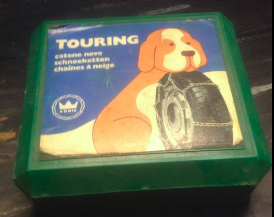 TOURING
catene neve
schneeketten
chaînes à neige